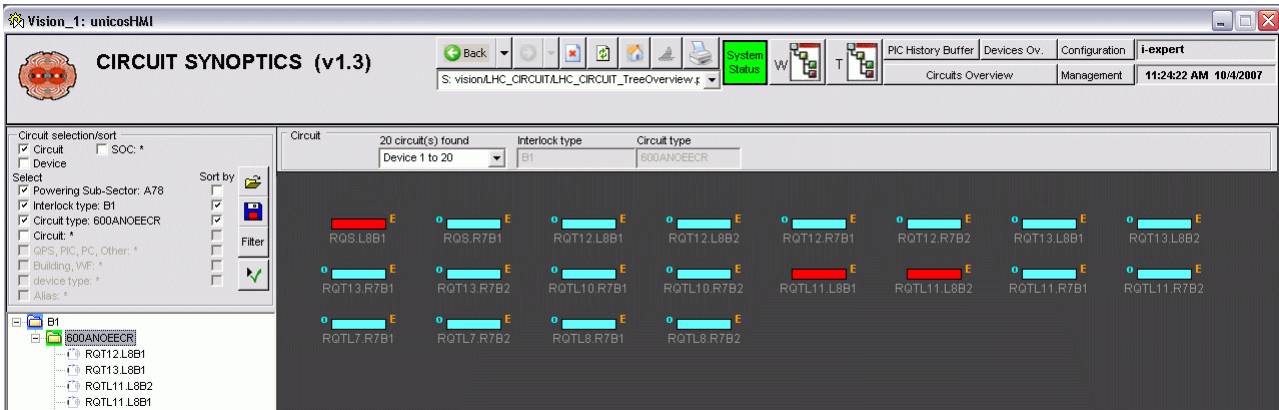 Vision_1: unicosHMI
CIRCUIT SYNOPTICS (v1.3)
Back
S: vision/LHC_CIRCUIT/LHC_CIRCUIT_TreeOverview.p
System Status
W
T
PIC History Buffer Devices Ov. Configuration i-expert
Circuits Overview Management 11:24:22 AM 10/4/2007
Circuit selection/sort
Circuit SOC: *
Device
Select Sort by
Powering Sub-Sector: A78
Interlock type: B1
Circuit type: 600ANOEECR
Circuit: *
QPS, PIC, PC, Other: *
Building, WF: *
device type: *
Alias: *
Filter
B1
600ANOEECR
RQT12.L8B1
RQT13.L8B1
RQTL11.L8B2
RQTL11.L8B1
Circuit 20 circuit(s) found Interlock type Circuit type
Device 1 to 20 B1 600ANOEECR
E O E O E O E O E O E O E O E
RQS.L8B1 RQS.R7B1 RQT12.L8B1 RQT12.L8B2 RQT12.R7B1 RQT12.R7B2 RQT13.L8B1 RQT13.L8B2
O E O E O E O E E E O E O E
RQT13.R7B1 RQT13.R7B2 RQTL10.R7B1 RQTL10.R7B2 RQTL11.L8B1 RQTL11.L8B2 RQTL11.R7B1 RQTL11.R7B2
O E O E O E O E
RQTL7.R7B1 RQTL7.R7B2 RQTL8.R7B1 RQTL8.R7B2